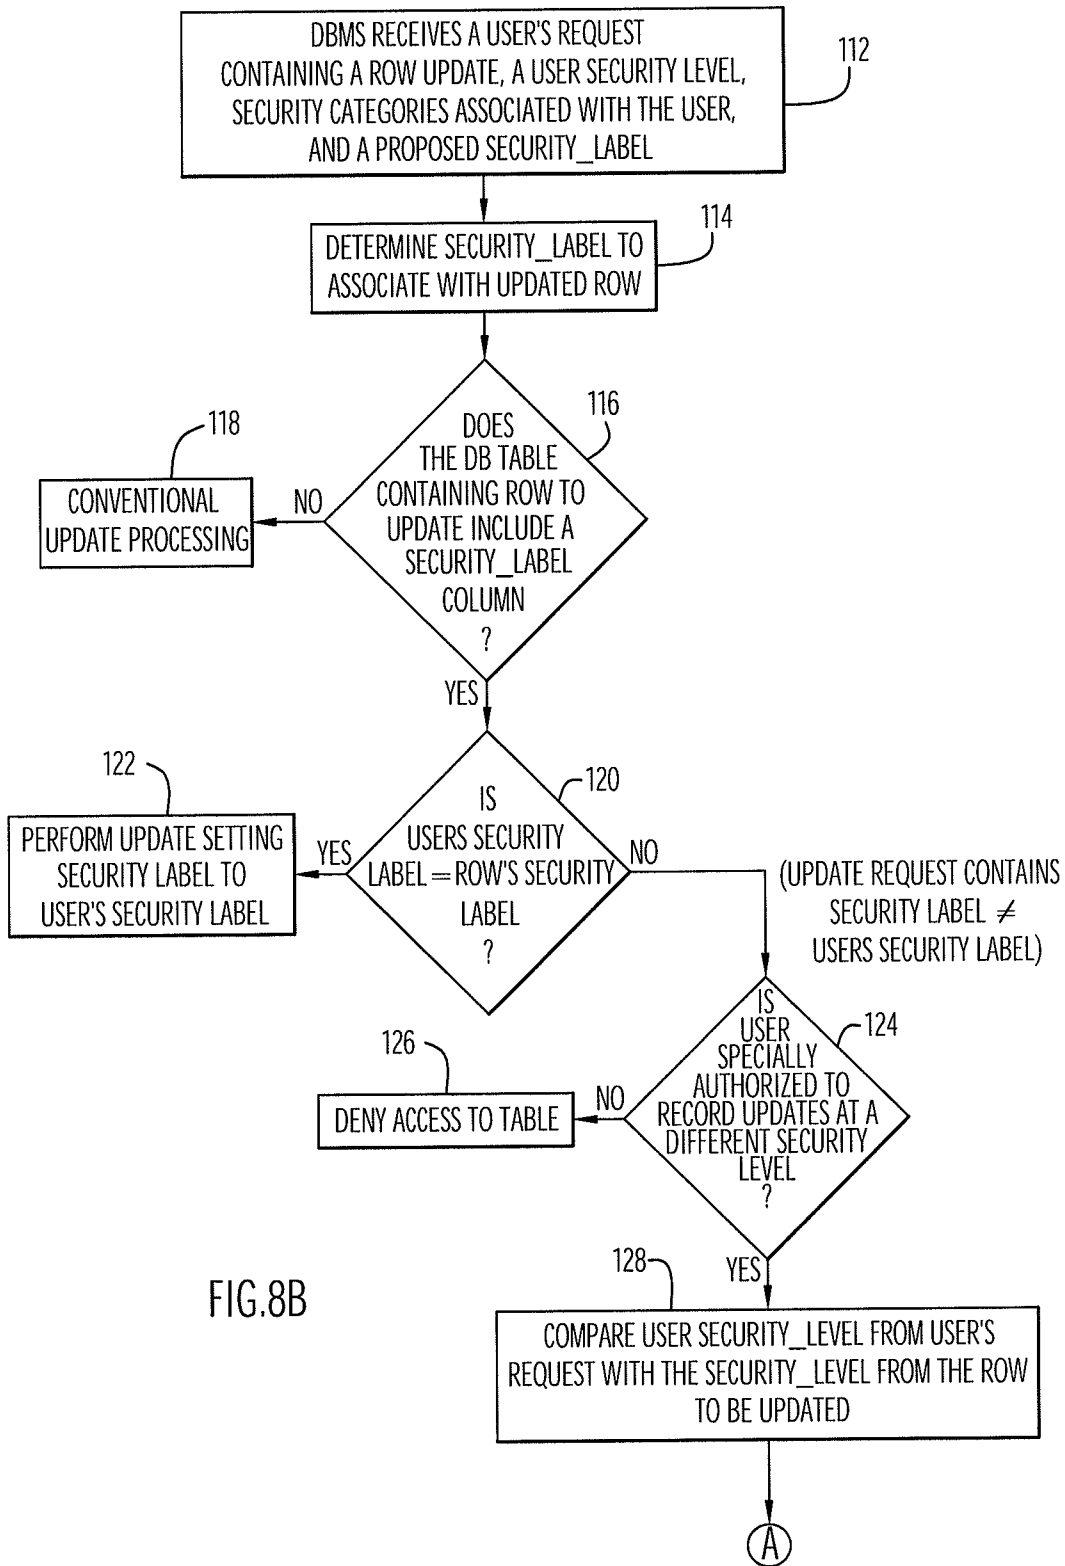 DBMS RECEIVES A USER'S REQUEST
CONTAINING A ROW UPDATE, A USER SECURITY LEVEL,
SECURITY CATEGORIES ASSOCIATED WITH THE USER,
AND A PROPOSED SECURITY_LABEL
112
DETERMINE SECURITY_LABEL TO
ASSOCIATE WITH UPDATED ROW
114
DOES
THE DB TABLE
CONTAINING ROW TO
UPDATE INCLUDE A
SECURITY_LABEL
COLUMN
?
116
NO
118
CONVENTIONAL
UPDATE PROCESSING
YES
IS
USERS SECURITY
LABEL=ROW'S SECURITY
LABEL
?
120
YES
122
PERFORM UPDATE SETTING
SECURITY LABEL TO
USER'S SECURITY LABEL
NO
(UPDATE REQUEST CONTAINS
SECURITY LABEL ≠
USERS SECURITY LABEL)
IS
USER
SPECIALLY
AUTHORIZED TO
RECORD UPDATES AT A
DIFFERENT SECURITY
LEVEL
?
124
NO
126
DENY ACCESS TO TABLE
YES
128
COMPARE USER SECURITY_LEVEL FROM USER'S
REQUEST WITH THE SECURITY_LEVEL FROM THE ROW
TO BE UPDATED
A
FIG.8B